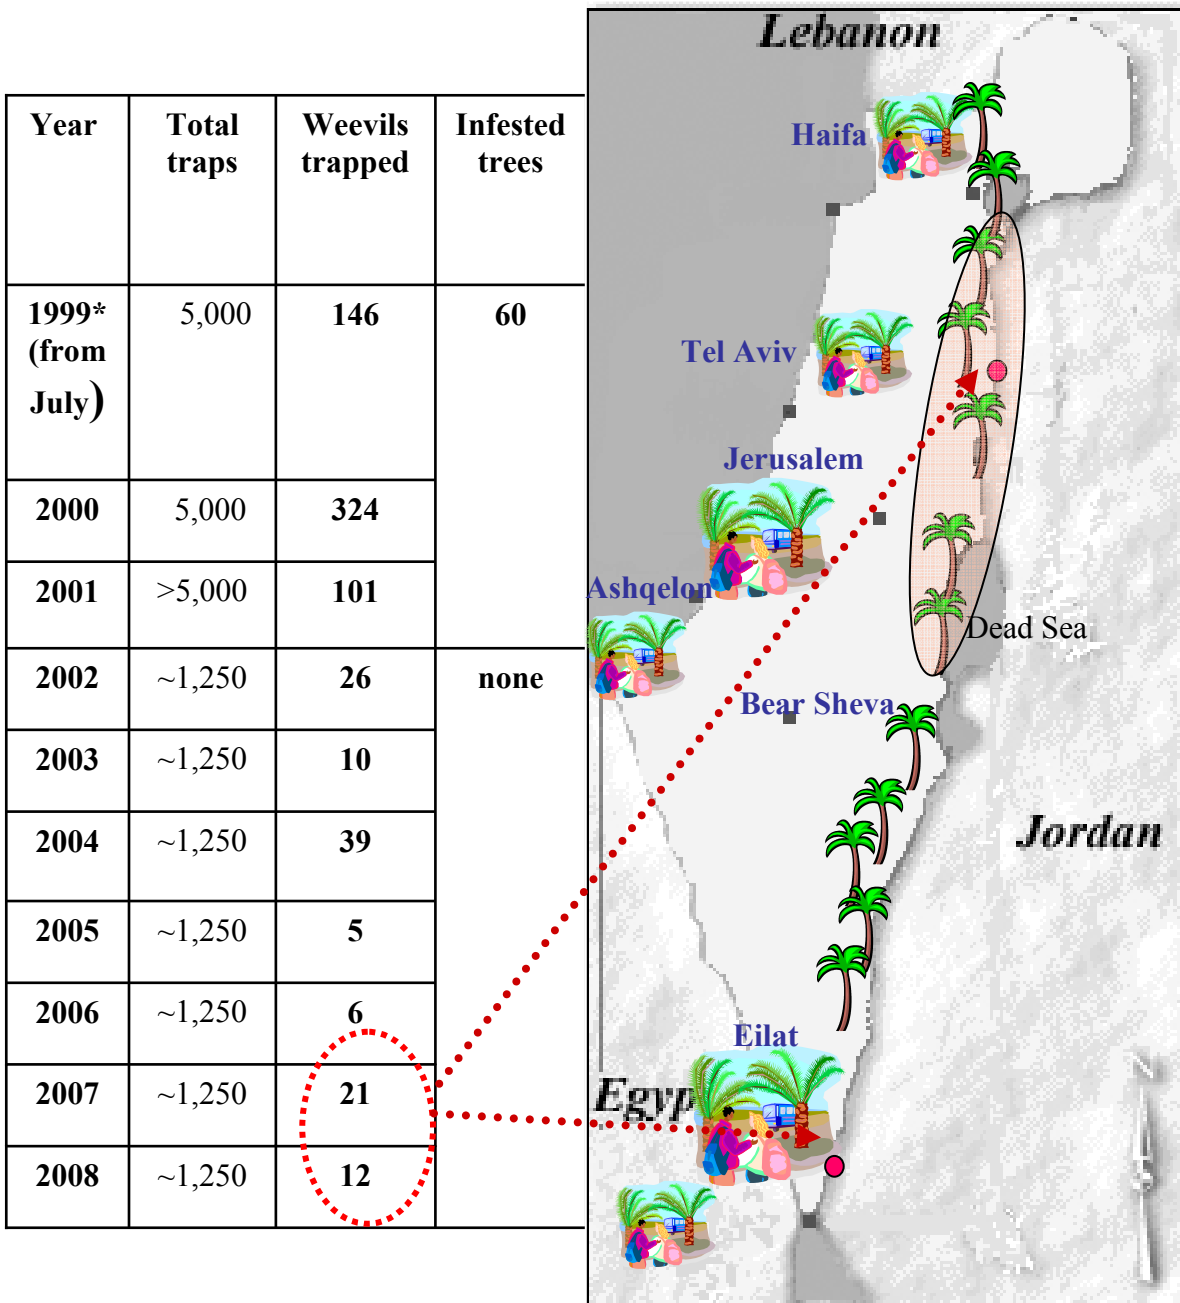 Year Total traps Weevils trapped Infested trees
1999* (from July) 5,000 146 60
2000 5,000 324
2001 >5,000 101
2002 ~1,250 26 none
2003 ~1,250 10
2004 ~1,250 39
2005 ~1,250 5
2006 ~1,250 6
2007 ~1,250 21
2008 ~1,250 12
Lebanon
Haifa
Tel Aviv
Jerusalem
Ashqelon
Dead Sea
Bear Sheva
Jordan
Eilat
Egyp
N